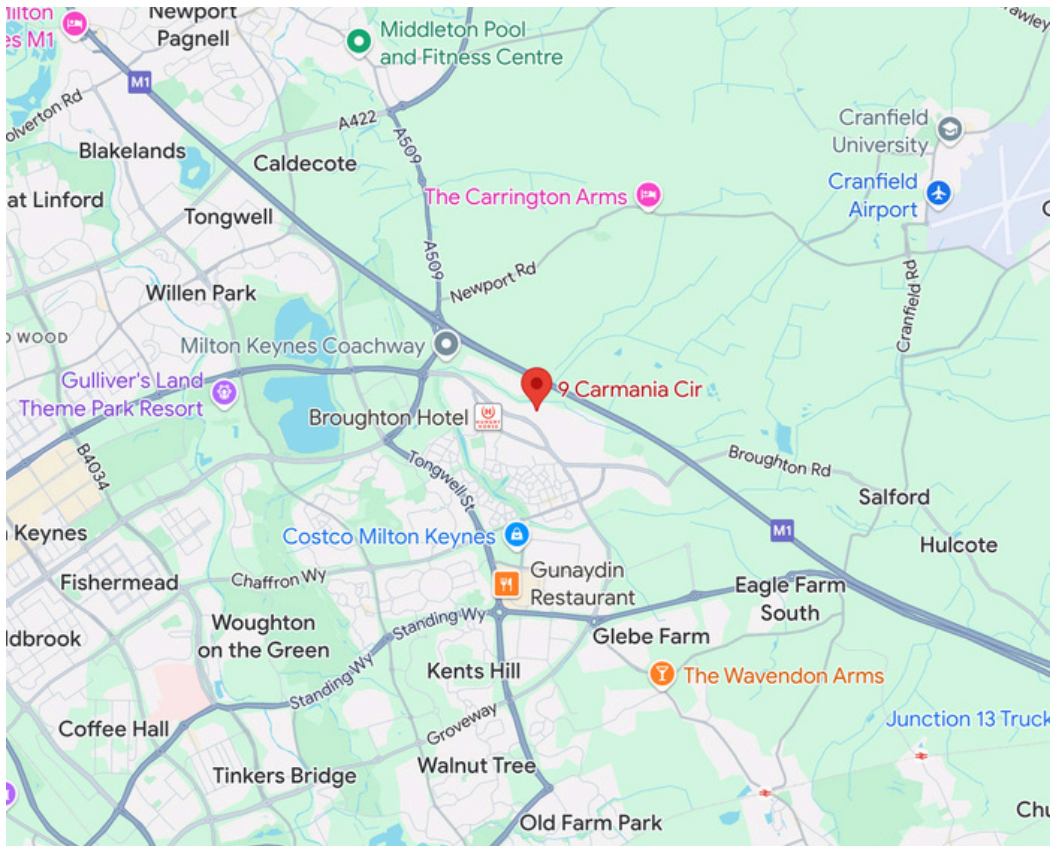 Milton
es M1
Newport
Pagnell
Middleton Pool
and Fitness Centre
rawley
M1
olverton Rd
A422
A509
Cranfield
University
Blakelands
Caldecote
The Carrington Arms
Cranfield
Airport
at Linford
Tongwell
A509
Newport Rd
Willen Park
Cranfield Rd
O WOOD
Milton Keynes Coachway
Gulliver's Land
Theme Park Resort
9 Carmania Cir
Broughton Hotel
HUNGRY
HORSE
B4034
Tongwell St
Broughton Rd
Salford
n Keynes
Costco Milton Keynes
M1
Hulcote
Fishermead
Chaffron Wy
Gunaydin
Restaurant
Eagle Farm
South
ldbrook
Woughton
on the Green
Standing Wy
Glebe Farm
Kents Hill
The Wavendon Arms
Standing Wy
Coffee Hall
Groveway
Junction 13 Truck
Tinkers Bridge
Walnut Tree
Old Farm Park
Chu